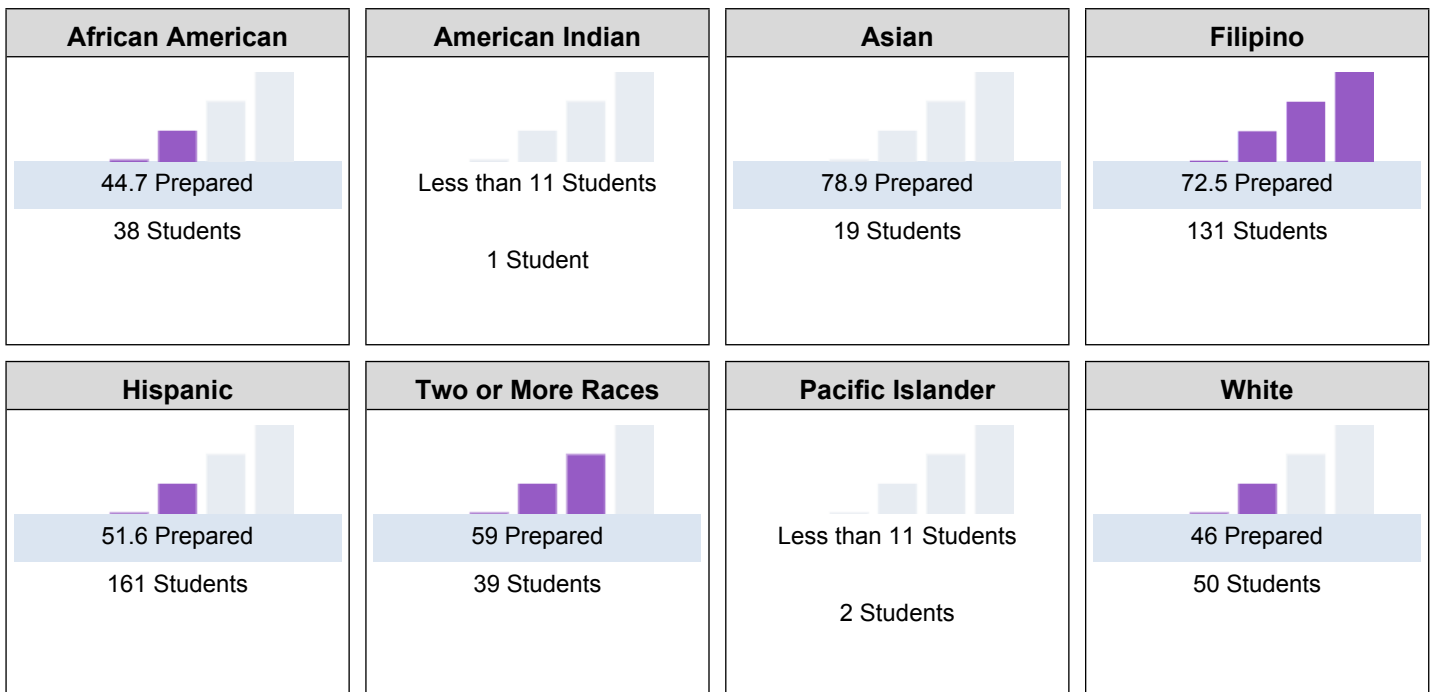 African American
44.7 Prepared
38 Students
American Indian
Less than 11 Students
1 Student
Asian
78.9 Prepared
19 Students
Filipino
72.5 Prepared
131 Students
Hispanic
51.6 Prepared
161 Students
Two or More Races
59 Prepared
39 Students
Pacific Islander
Less than 11 Students
2 Students
White
46 Prepared
50 Students